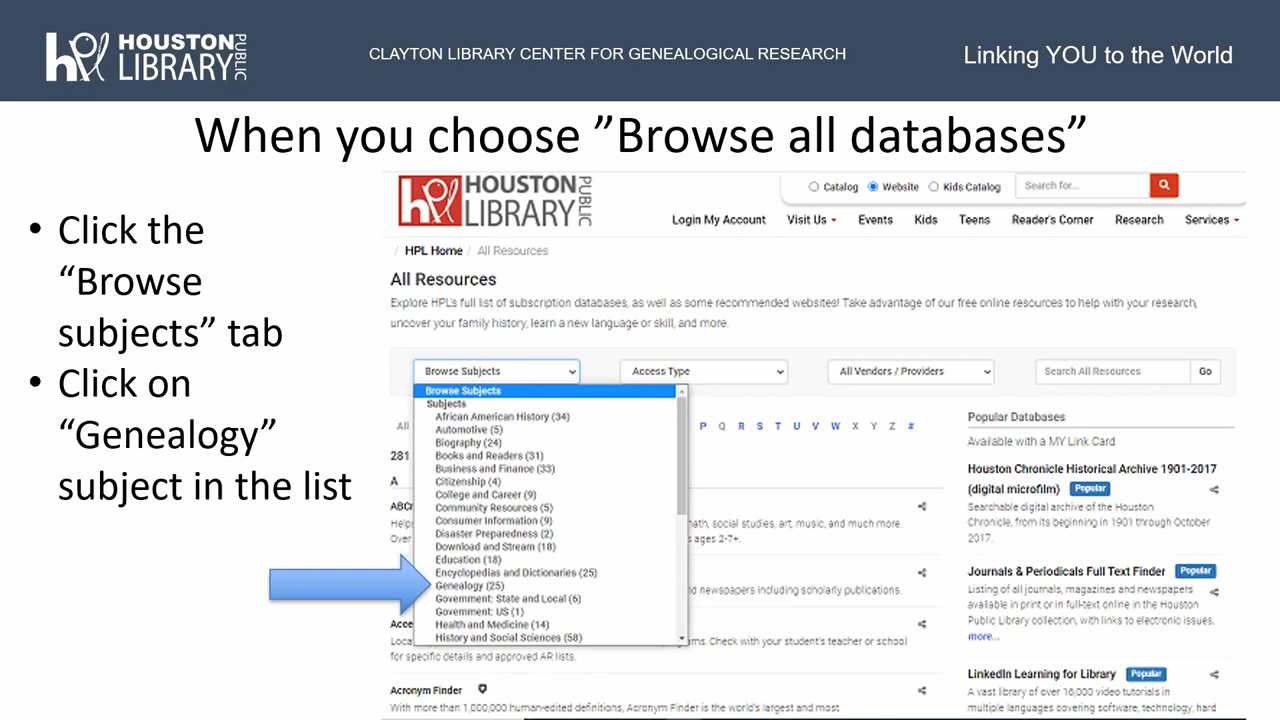 HOUSTON
LIBRARY
PUBLIC
CLAYTON LIBRARY CENTER FOR GENEALOGICAL RESEARCH
Linking YOU to the World
When you choose ”Browse all databases”
• Click the
“Browse
subjects” tab
• Click on
“Genealogy”
subject in the list
HOUSTON
LIBRARY
PUBLIC
Catalog Website Kids Catalog Search for...
Login My Account Visit Us Events Kids Teens Reader's Corner Research Services
/ HPL Home / All Resources
All Resources
Explore HPL's full list of subscription databases, as well as some recommended websites! Take advantage of our free online resources to help with your research,
uncover your family history, learn a new language or skill, and more.
Browse Subjects Access Type All Vendors / Providers Search All Resources Go
Browse Subjects
Subjects
African American History (34)
Automotive (5)
Biography (24)
Books and Readers (31)
Business and Finance (33)
Citizenship (4)
College and Career (9)
Community Resources (5)
Consumer Information (9)
Disaster Preparedness (2)
Download and Stream (18)
Education (18)
Encyclopedias and Dictionaries (25)
Genealogy (25)
Government: State and Local (6)
Government: US (1)
Health and Medicine (14)
History and Social Sciences (58)
All P Q R S T U V W X Y Z #
281
A
ABC
Help math, social studies, art, music, and much more.
Over ages 2-7+.
nd newspapers including scholarly publications.
Acce
Loca grams. Check with your student's teacher or school
for specific details and approved AR lists.
Acronym Finder
With more than 1,000,000 human-edited definitions, Acronym Finder is the world's largest and most
Popular Databases
Available with a MY Link Card
Houston Chronicle Historical Archive 1901-2017
(digital microfilm) Popular
Searchable digital archive of the Houston
Chronicle, from its beginning in 1901 through October
2017.
Journals & Periodicals Full Text Finder Popular
Listing of all journals, magazines and newspapers
available in print or in full-text online in the Houston
Public Library collection, with links to electronic issues.
more...
LinkedIn Learning for Library Popular
A vast library of over 16,000 video tutorials in
multiple languages covering software, technology, hard